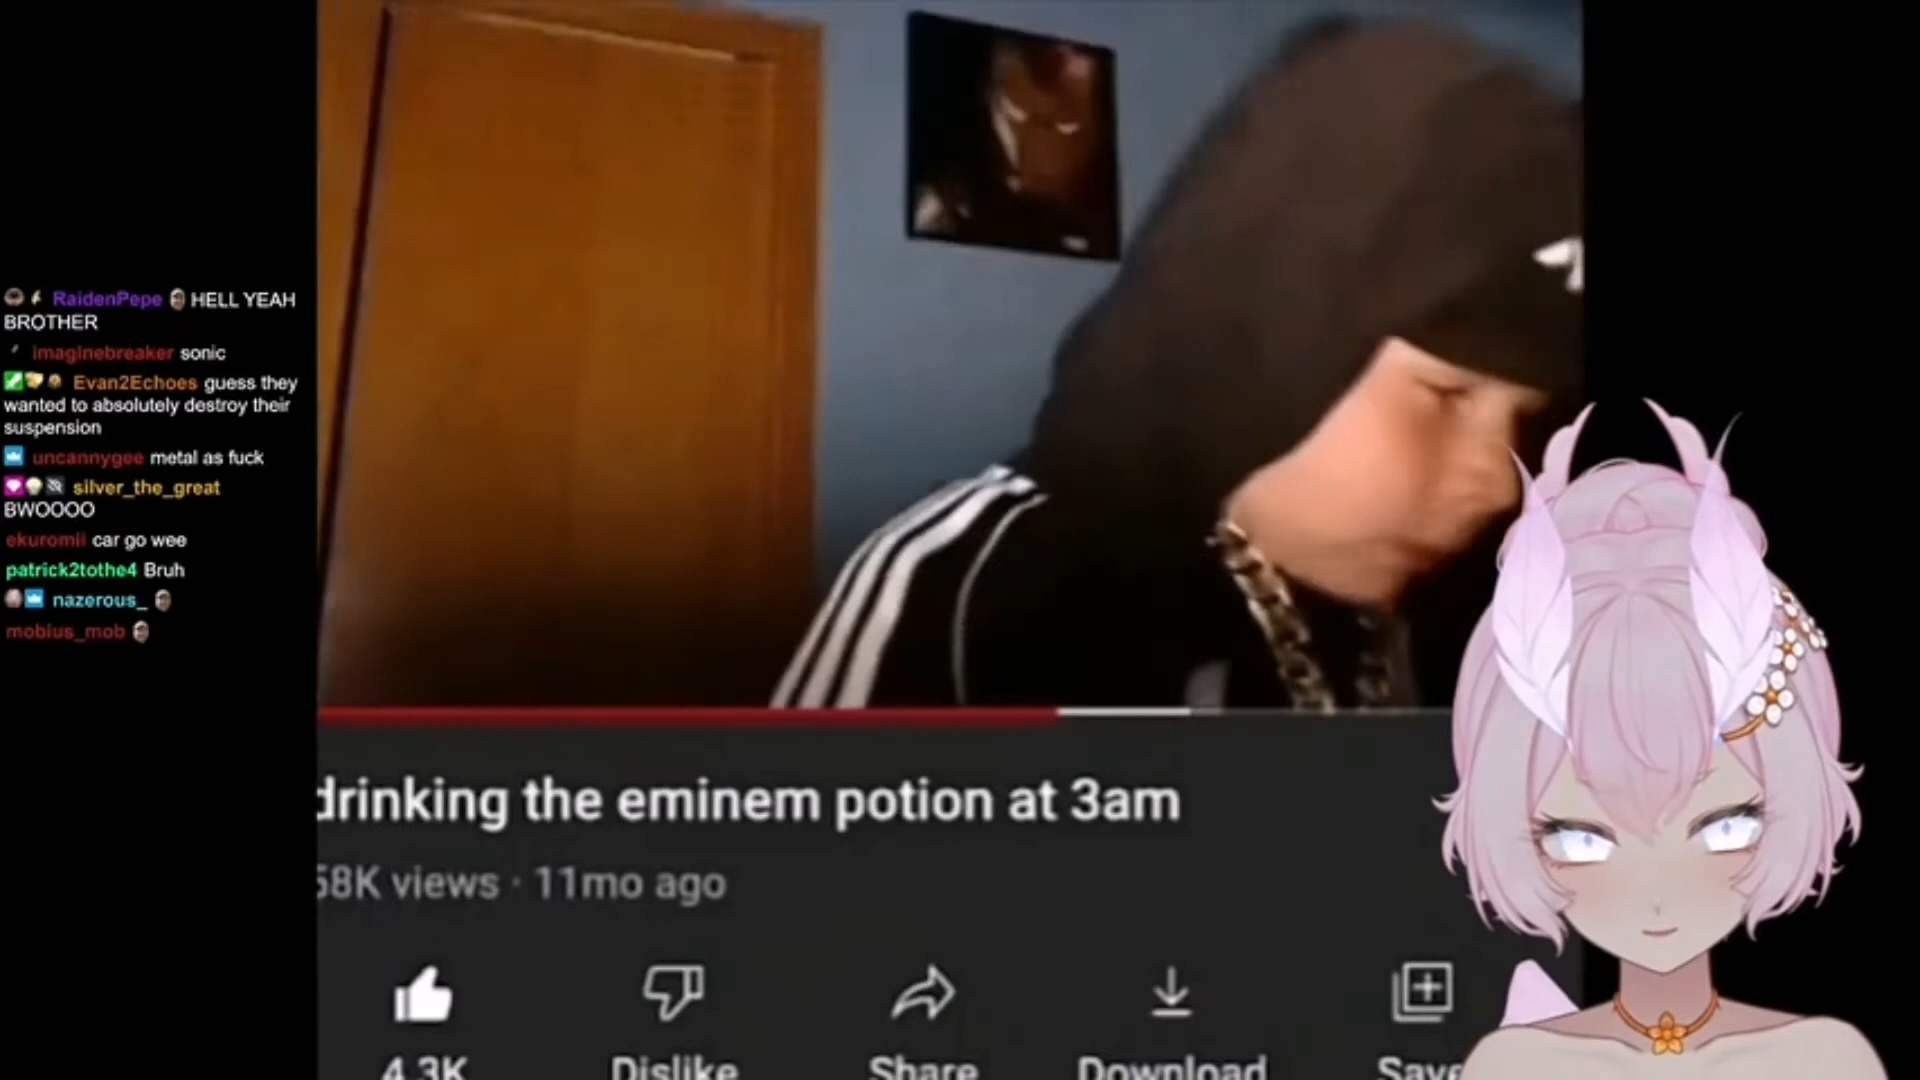 RaidenPepe HELL YEAH
BROTHER
imaginebreaker sonic
Evan2Echoes guess they
wanted to absolutely destroy their
suspension
uncannygee metal as fuck
silver_the_great
BWOOOO
ekuromii car go wee
patrick2tothe4 Bruh
nazerous_
mobius_mob
drinking the eminem potion at 3am
58K views · 11mo ago
4.3K Dislike Share Download Save